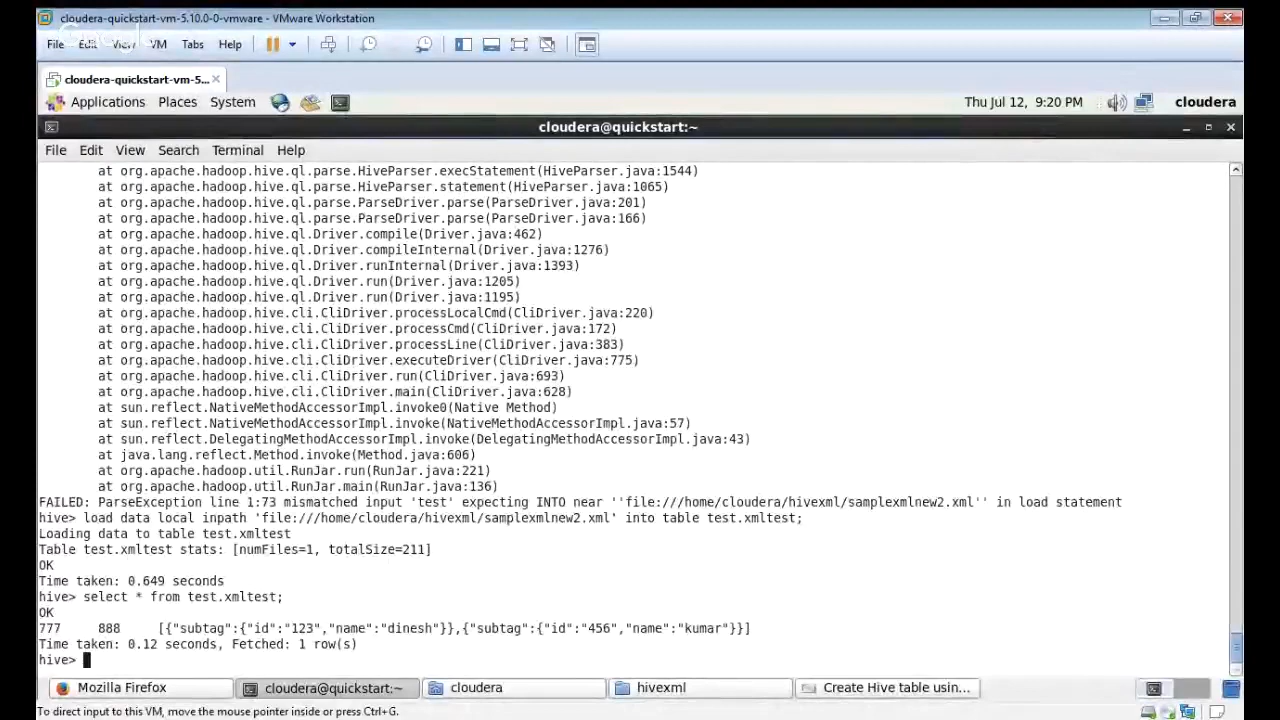 cloudera-quickstart-vm-5.10.0-0-vmware - VMware Workstation
File Edit View VM Tabs Help
Google
cloudera-quickstart-vm-5...
Applications Places System Thu Jul 12, 9:20 PM cloudera
cloudera@quickstart:~
File Edit View Search Terminal Help
at org.apache.hadoop.hive.ql.parse.HiveParser.execStatement(HiveParser.java:1544)
at org.apache.hadoop.hive.ql.parse.HiveParser.statement(HiveParser.java:1065)
at org.apache.hadoop.hive.ql.parse.ParseDriver.parse(ParseDriver.java:201)
at org.apache.hadoop.hive.ql.parse.ParseDriver.parse(ParseDriver.java:166)
at org.apache.hadoop.hive.ql.Driver.compile(Driver.java:462)
at org.apache.hadoop.hive.ql.Driver.compileInternal(Driver.java:1276)
at org.apache.hadoop.hive.ql.Driver.runInternal(Driver.java:1393)
at org.apache.hadoop.hive.ql.Driver.run(Driver.java:1205)
at org.apache.hadoop.hive.ql.Driver.run(Driver.java:1195)
at org.apache.hadoop.hive.cli.CliDriver.processLocalCmd(CliDriver.java:220)
at org.apache.hadoop.hive.cli.CliDriver.processCmd(CliDriver.java:172)
at org.apache.hadoop.hive.cli.CliDriver.processLine(CliDriver.java:383)
at org.apache.hadoop.hive.cli.CliDriver.executeDriver(CliDriver.java:775)
at org.apache.hadoop.hive.cli.CliDriver.run(CliDriver.java:693)
at org.apache.hadoop.hive.cli.CliDriver.main(CliDriver.java:628)
at sun.reflect.NativeMethodAccessorImpl.invoke0(Native Method)
at sun.reflect.NativeMethodAccessorImpl.invoke(NativeMethodAccessorImpl.java:57)
at sun.reflect.DelegatingMethodAccessorImpl.invoke(DelegatingMethodAccessorImpl.java:43)
at java.lang.reflect.Method.invoke(Method.java:606)
at org.apache.hadoop.util.RunJar.run(RunJar.java:221)
at org.apache.hadoop.util.RunJar.main(RunJar.java:136)
FAILED: ParseException line 1:73 mismatched input 'test' expecting INTO near ''file:///home/cloudera/hivexml/samplexmlnew2.xml'' in load statement
hive> load data local inpath 'file:///home/cloudera/hivexml/samplexmlnew2.xml' into table test.xmltest;
Loading data to table test.xmltest
Table test.xmltest stats: [numFiles=1, totalSize=211]
OK
Time taken: 0.649 seconds
hive> select * from test.xmltest;
OK
777 888 [{"subtag":{"id":"123","name":"dinesh"}},{"subtag":{"id":"456","name":"kumar"}}]
Time taken: 0.12 seconds, Fetched: 1 row(s)
hive>
Mozilla Firefox cloudera@quickstart:~ cloudera hivexml Create Hive table usin...
To direct input to this VM, move the mouse pointer inside or press Ctrl+G.